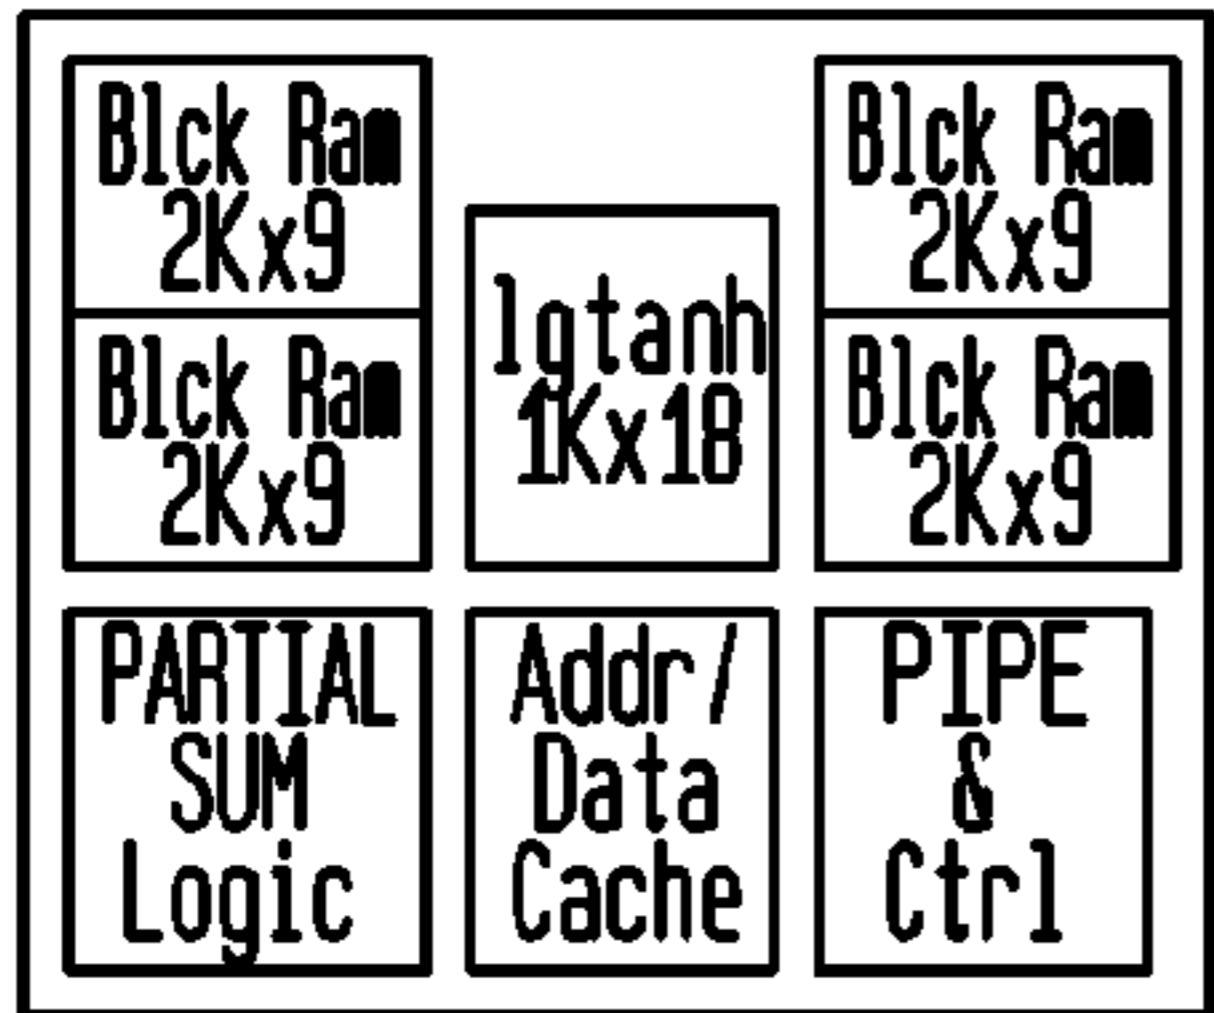 Blck Ram
2Kx9
Blck Ram
2Kx9
lgtanh
1Kx18
Blck Ram
2Kx9
Blck Ram
2Kx9
PARTIAL
SUM
Logic
Addr/
Data
Cache
PIPE
&
Ctrl